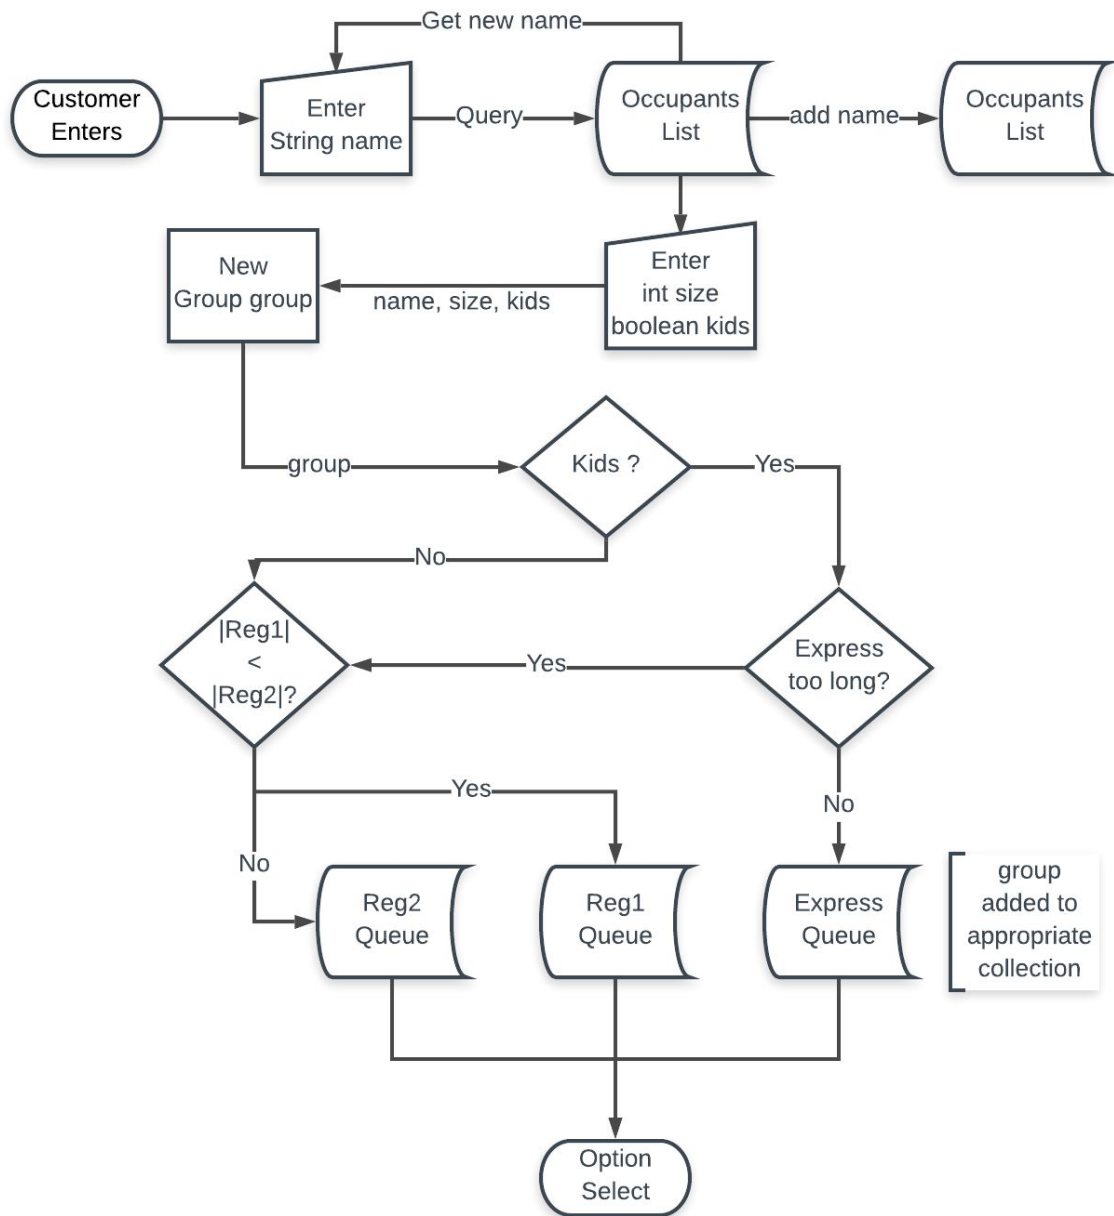 Get new name
Customer
Enters
Enter
String name
Query
Occupants
List
add name
Occupants
List
New
Group group
name, size, kids
Enter
int size
boolean kids
group
Kids ?
Yes
No
|Reg1|
<
|Reg2|?
Yes
Express
too long?
Yes
No
No
Reg2
Queue
Reg1
Queue
Express
Queue
group
added to
appropriate
collection
Option
Select